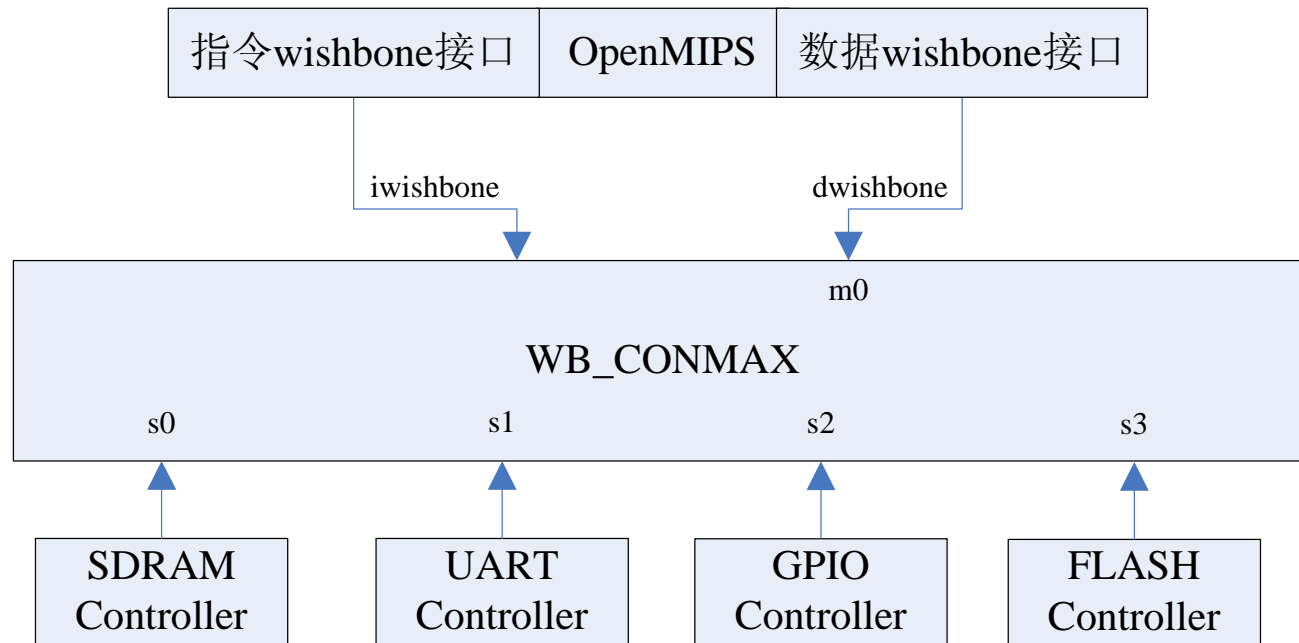 指令wishbone接口
OpenMIPS
数据wishbone接口
iwishbone
dwishbone
m0
WB_CONMAX
s0
s1
s2
s3
SDRAM
Controller
UART
Controller
GPIO
Controller
FLASH
Controller